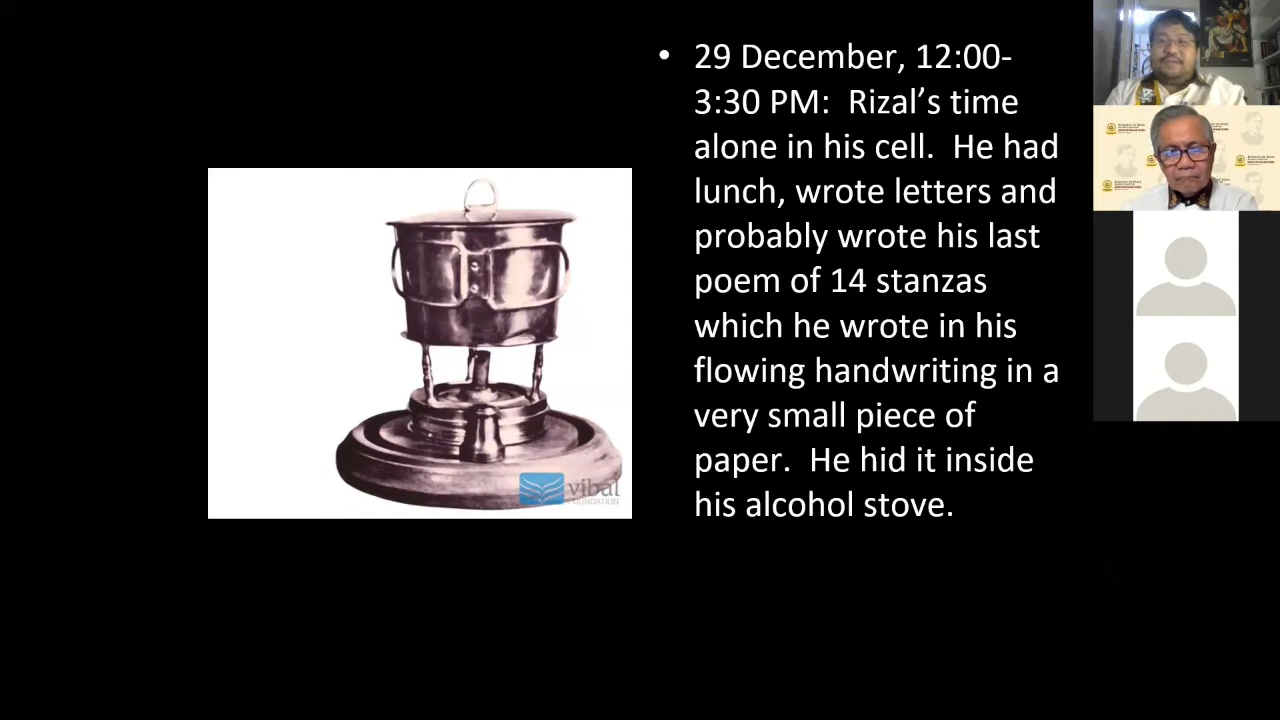 • 29 December, 12:00-
3:30 PM:  Rizal’s time
alone in his cell.  He had
lunch, wrote letters and
probably wrote his last
poem of 14 stanzas
which he wrote in his
flowing handwriting in a
very small piece of
paper.  He hid it inside
his alcohol stove.
vibal
FOUNDATION